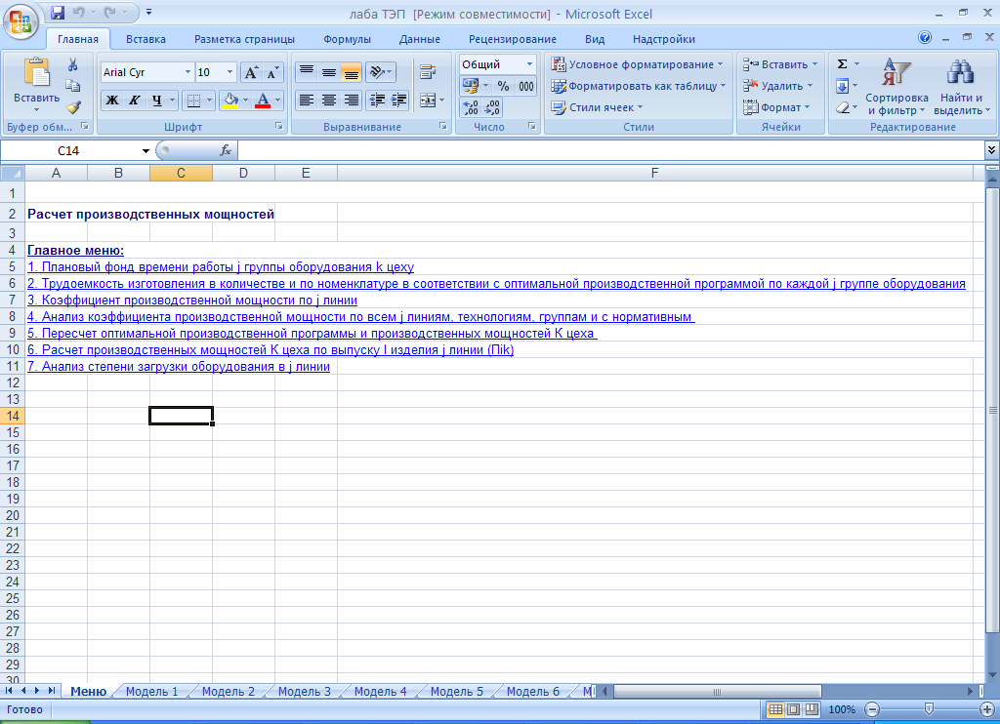 лаба ТЭП [Режим совместимости] - Microsoft Excel
Главная Вставка Разметка страницы Формулы Данные Рецензирование Вид Надстройки
Вставить
Буфер обм...
Arial Cyr 10
Ж К Ч
Шрифт
Выравнивание
Общий
% 000
Число
Условное форматирование
Форматировать как таблицу
Стили ячеек
Стили
Вставить
Удалить
Формат
Ячейки
Σ
Сортировка и фильтр
Найти и выделить
Редактирование
C14 fx
A B C D E F
1
2 Расчет производственных мощностей
3
4 Главное меню:
5 1. Плановый фонд времени работы j группы оборудования k цеху
6 2. Трудоемкость изготовления в количестве и по номенклатуре в соответствии с оптимальной производственной программой по каждой j группе оборудования
7 3. Коэффициент производственной мощности по j линии
8 4. Анализ коэффициента производственной мощности по всем j линиям, технологиям, группам и с нормативным
9 5. Пересчет оптимальной производственной программы и производственных мощностей K цеха
10 6. Расчет производственных мощностей K цеха по выпуску I изделия j линии (Пik)
11 7. Анализ степени загрузки оборудования в j линии
12
13
14
15
16
17
18
19
20
21
22
23
24
25
26
27
28
29
30
Меню Модель 1 Модель 2 Модель 3 Модель 4 Модель 5 Модель 6 М
Готово 100%